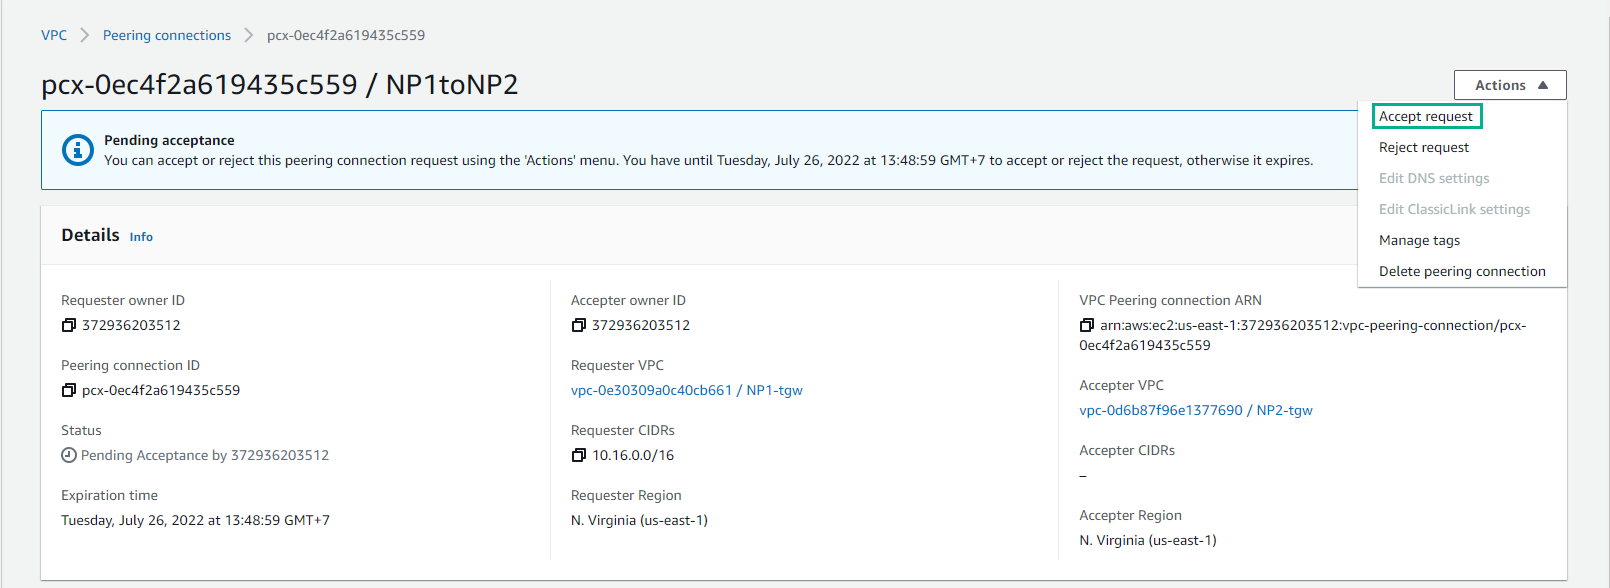 VPC > Peering connections > pcx-0ec4f2a619435c559
pcx-0ec4f2a619435c559 / NP1toNP2
Actions
Accept request
Reject request
Edit DNS settings
Edit ClassicLink settings
Manage tags
Delete peering connection
Pending acceptance
You can accept or reject this peering connection request using the 'Actions' menu. You have until Tuesday, July 26, 2022 at 13:48:59 GMT+7 to accept or reject the request, otherwise it expires.
Details Info
Requester owner ID
372936203512
Peering connection ID
pcx-0ec4f2a619435c559
Status
Pending Acceptance by 372936203512
Expiration time
Tuesday, July 26, 2022 at 13:48:59 GMT+7
Accepter owner ID
372936203512
Requester VPC
vpc-0e30309a0c40cb661 / NP1-tgw
Requester CIDRs
10.16.0.0/16
Requester Region
N. Virginia (us-east-1)
VPC Peering connection ARN
arn:aws:ec2:us-east-1:372936203512:vpc-peering-connection/pcx-
0ec4f2a619435c559
Accepter VPC
vpc-0d6b87f96e1377690 / NP2-tgw
Accepter CIDRs
–
Accepter Region
N. Virginia (us-east-1)